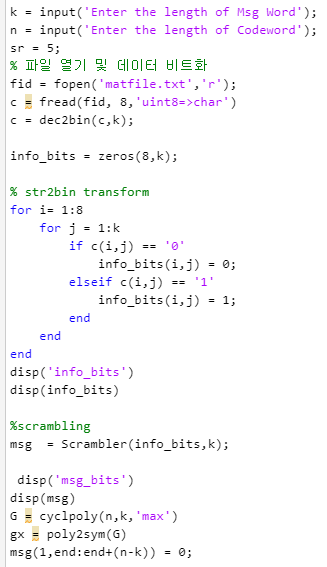 k = input('Enter the length of Msg Word');
n = input('Enter the length of Codeword');
sr = 5;
% 파일 열기 및 데이터 비트화
fid = fopen('matfile.txt','r');
c = fread(fid, 8,'uint8=>char')
c = dec2bin(c,k);
info_bits = zeros(8,k);
% str2bin transform
for i= 1:8
for j = 1:k
if c(i,j) == '0'
info_bits(i,j) = 0;
elseif c(i,j) == '1'
info_bits(i,j) = 1;
end
end
end
disp('info_bits')
disp(info_bits)
%scrambling
msg  = Scrambler(info_bits,k);
disp('msg_bits')
disp(msg)
G = cyclpoly(n,k,'max')
gx = poly2sym(G)
msg(1,end:end+(n-k)) = 0;